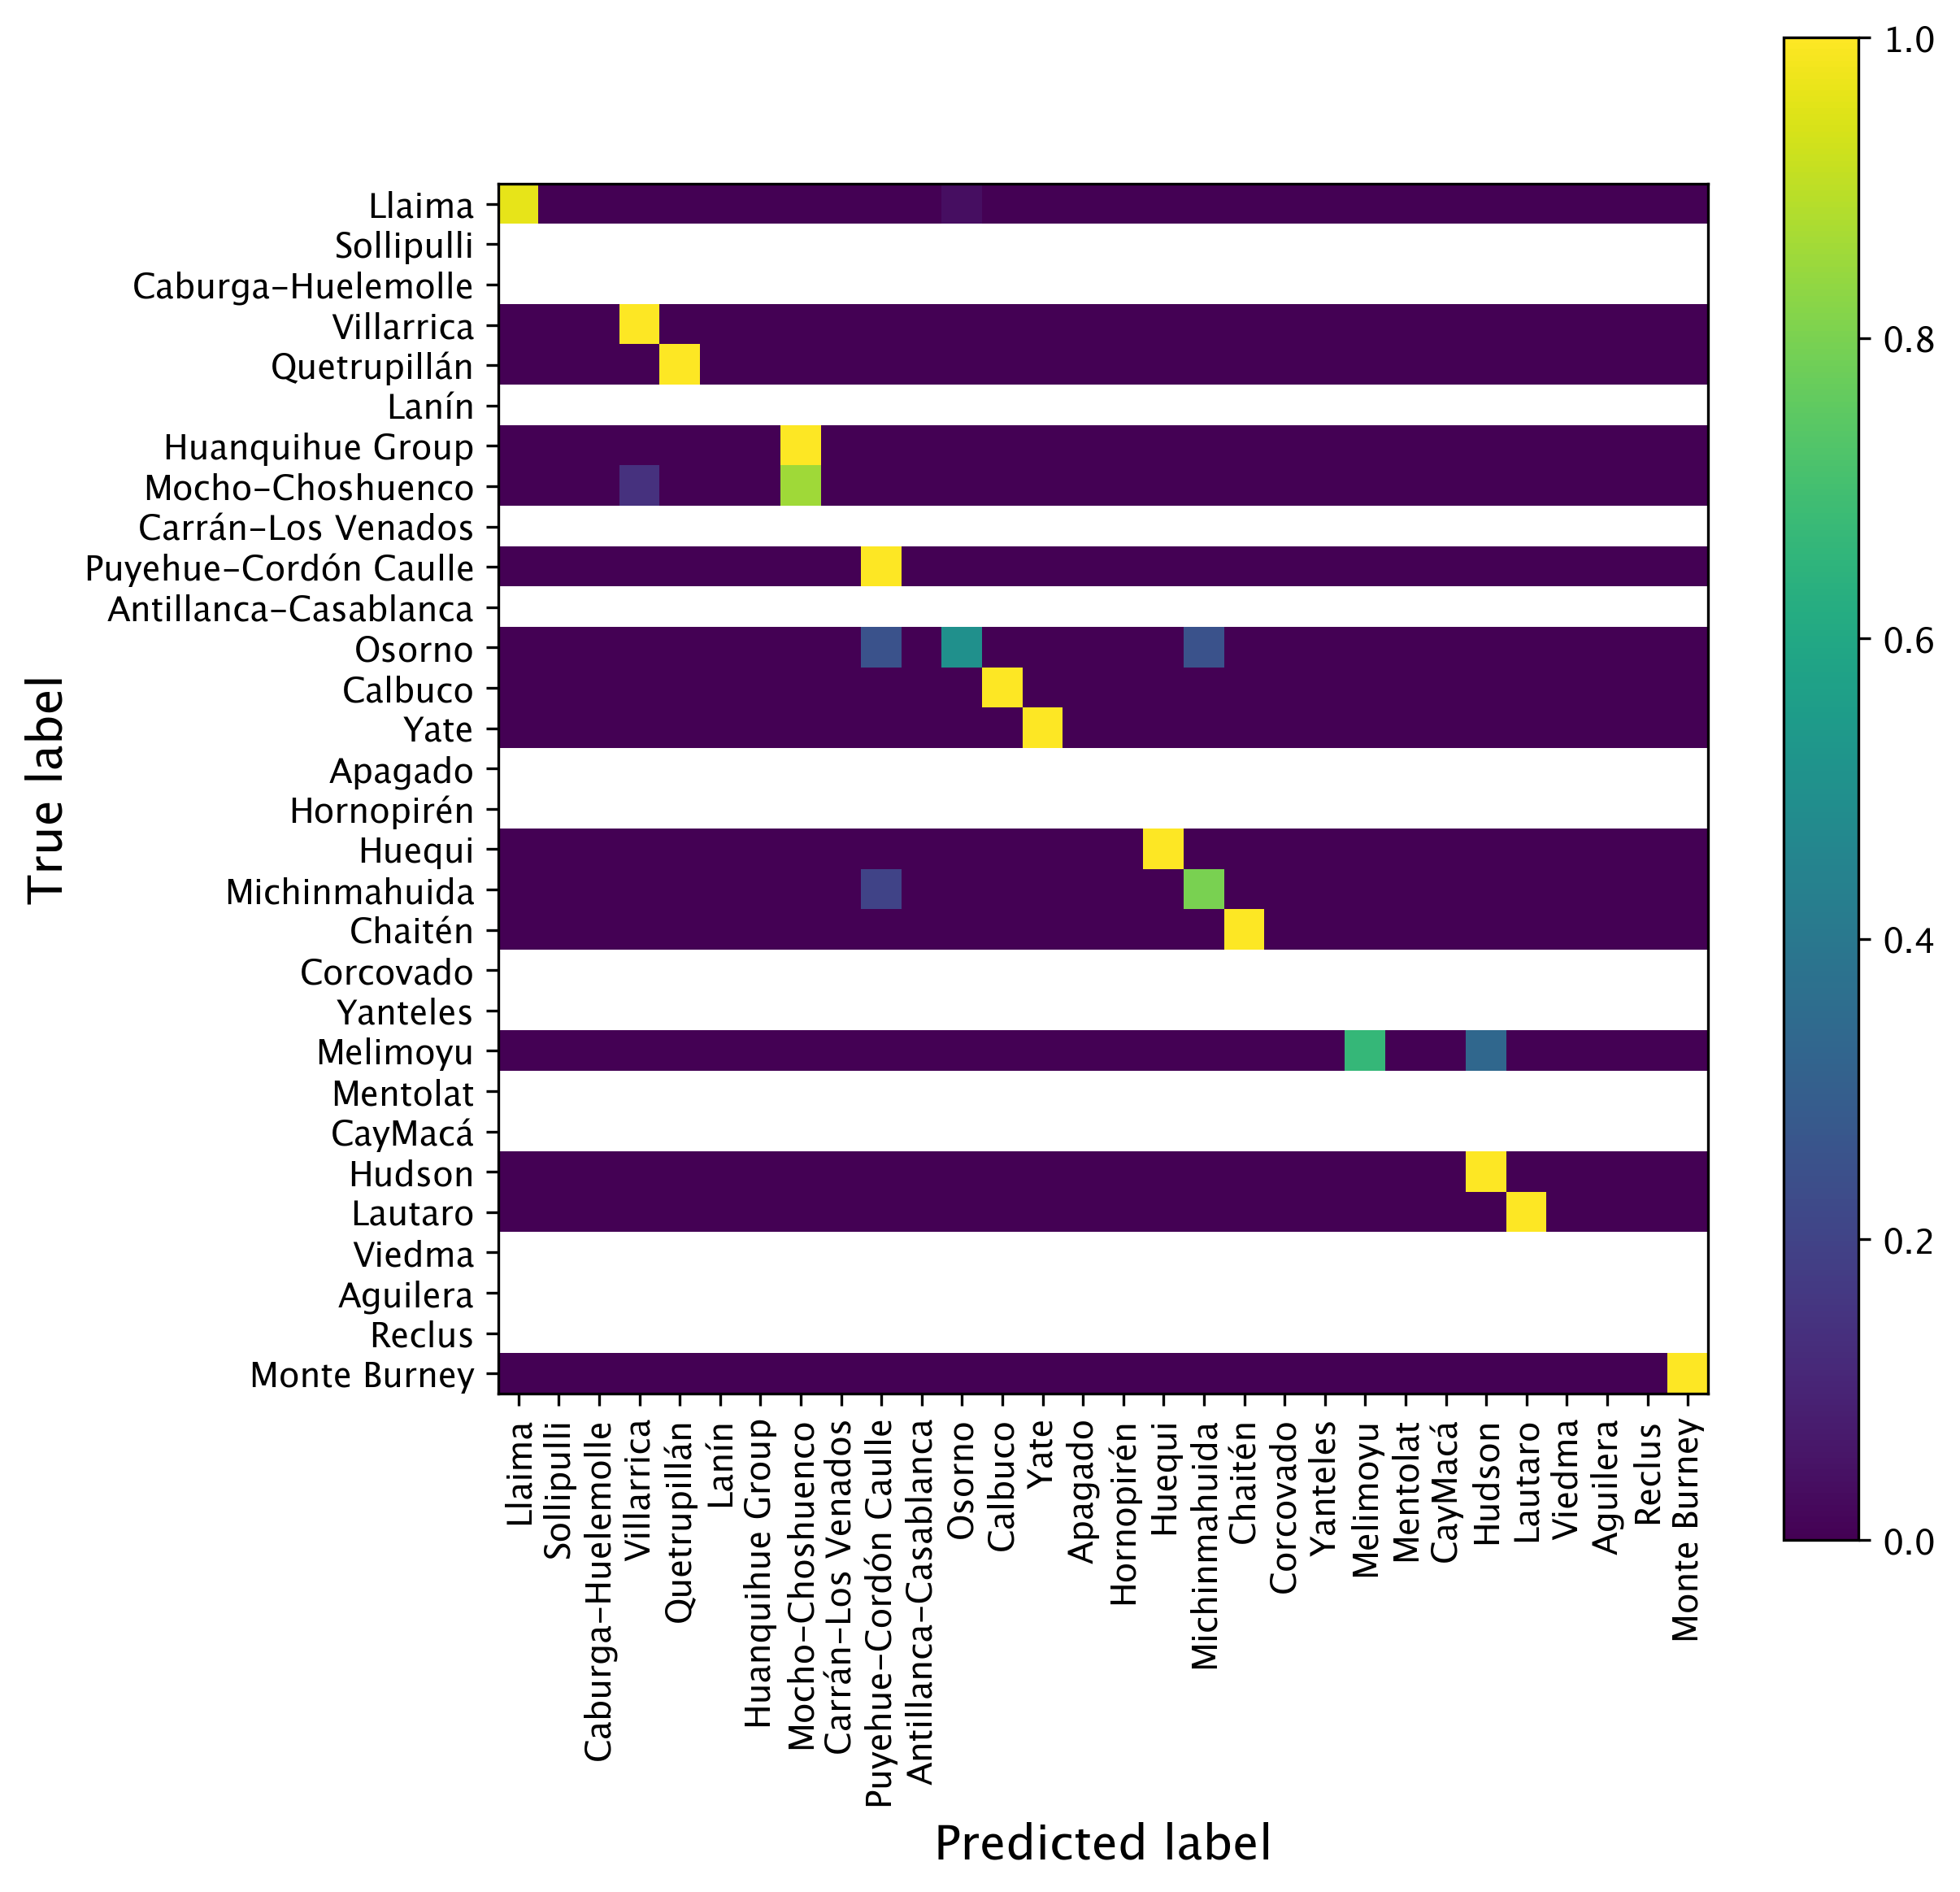 True label
Llaima
Sollipulli
Caburga-Huelemolle
Villarrica
Quetrupillán
Lanín
Huanquihue Group
Mocho-Choshuenco
Carrán-Los Venados
Puyehue-Cordón Caulle
Antillanca-Casablanca
Osorno
Calbuco
Yate
Apagado
Hornopirén
Huequi
Michinmahuida
Chaitén
Corcovado
Yanteles
Melimoyu
Mentolat
CayMacá
Hudson
Lautaro
Viedma
Aguilera
Reclus
Monte Burney
Llaima
Sollipulli
Caburga-Huelemolle
Villarrica
Quetrupillán
Lanín
Huanquihue Group
Mocho-Choshuenco
Carrán-Los Venados
Puyehue-Cordón Caulle
Antillanca-Casablanca
Osorno
Calbuco
Yate
Apagado
Hornopirén
Huequi
Michinmahuida
Chaitén
Corcovado
Yanteles
Melimoyu
Mentolat
CayMacá
Hudson
Lautaro
Viedma
Aguilera
Reclus
Monte Burney
Predicted label
1.0
0.8
0.6
0.4
0.2
0.0